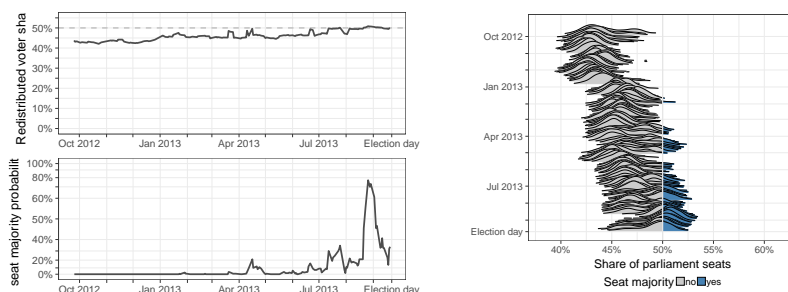 Redistributed voter sha
50%
40%
30%
20%
10%
0%
Oct 2012 Jan 2013 Apr 2013 Jul 2013 Election day
seat majority probabilit
100%
80%
60%
40%
20%
0%
Oct 2012 Jan 2013 Apr 2013 Jul 2013 Election day
Oct 2012
Jan 2013
Apr 2013
Jul 2013
Election day
40% 45% 50% 55% 60%
Share of parliament seats
Seat majority no yes